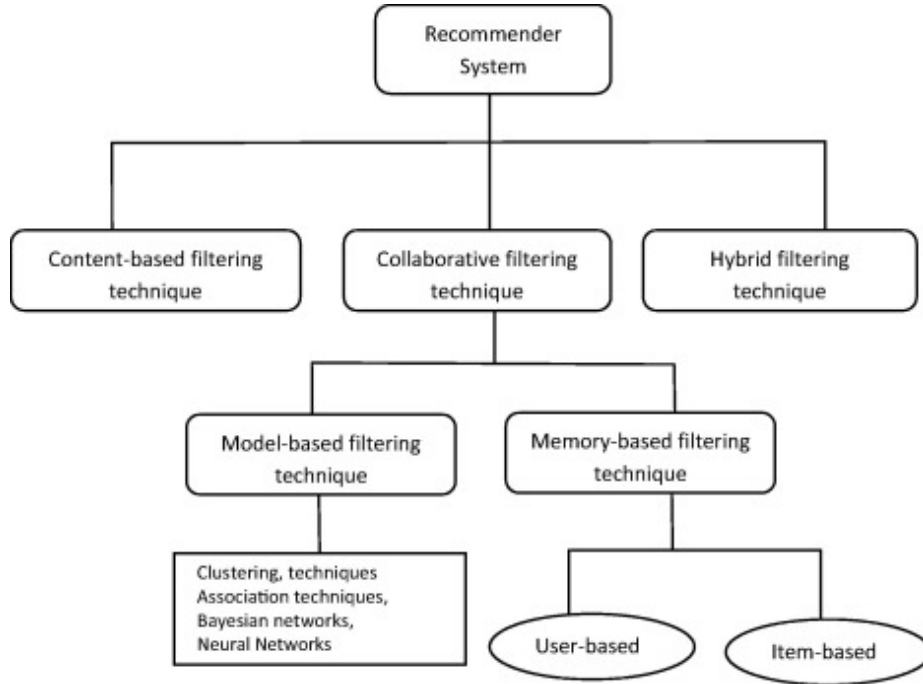 Recommender
System
Content-based filtering
technique
Collaborative filtering
technique
Hybrid filtering
technique
Model-based filtering
technique
Memory-based filtering
technique
Clustering, techniques
Association techniques,
Bayesian networks,
Neural Networks
User-based
Item-based